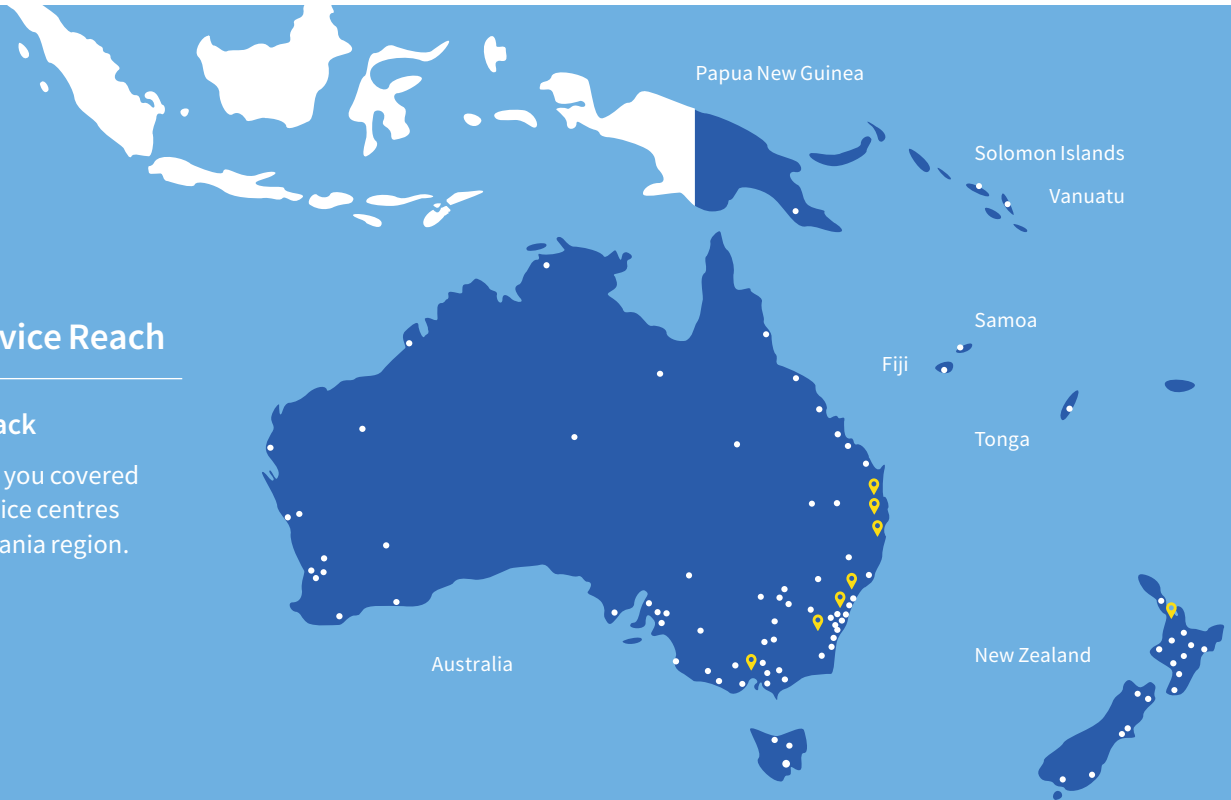 vice Reach
ack
you covered
ice centres
ania region.
Papua New Guinea
Solomon Islands
Vanuatu
Samoa
Fiji
Tonga
Australia
New Zealand